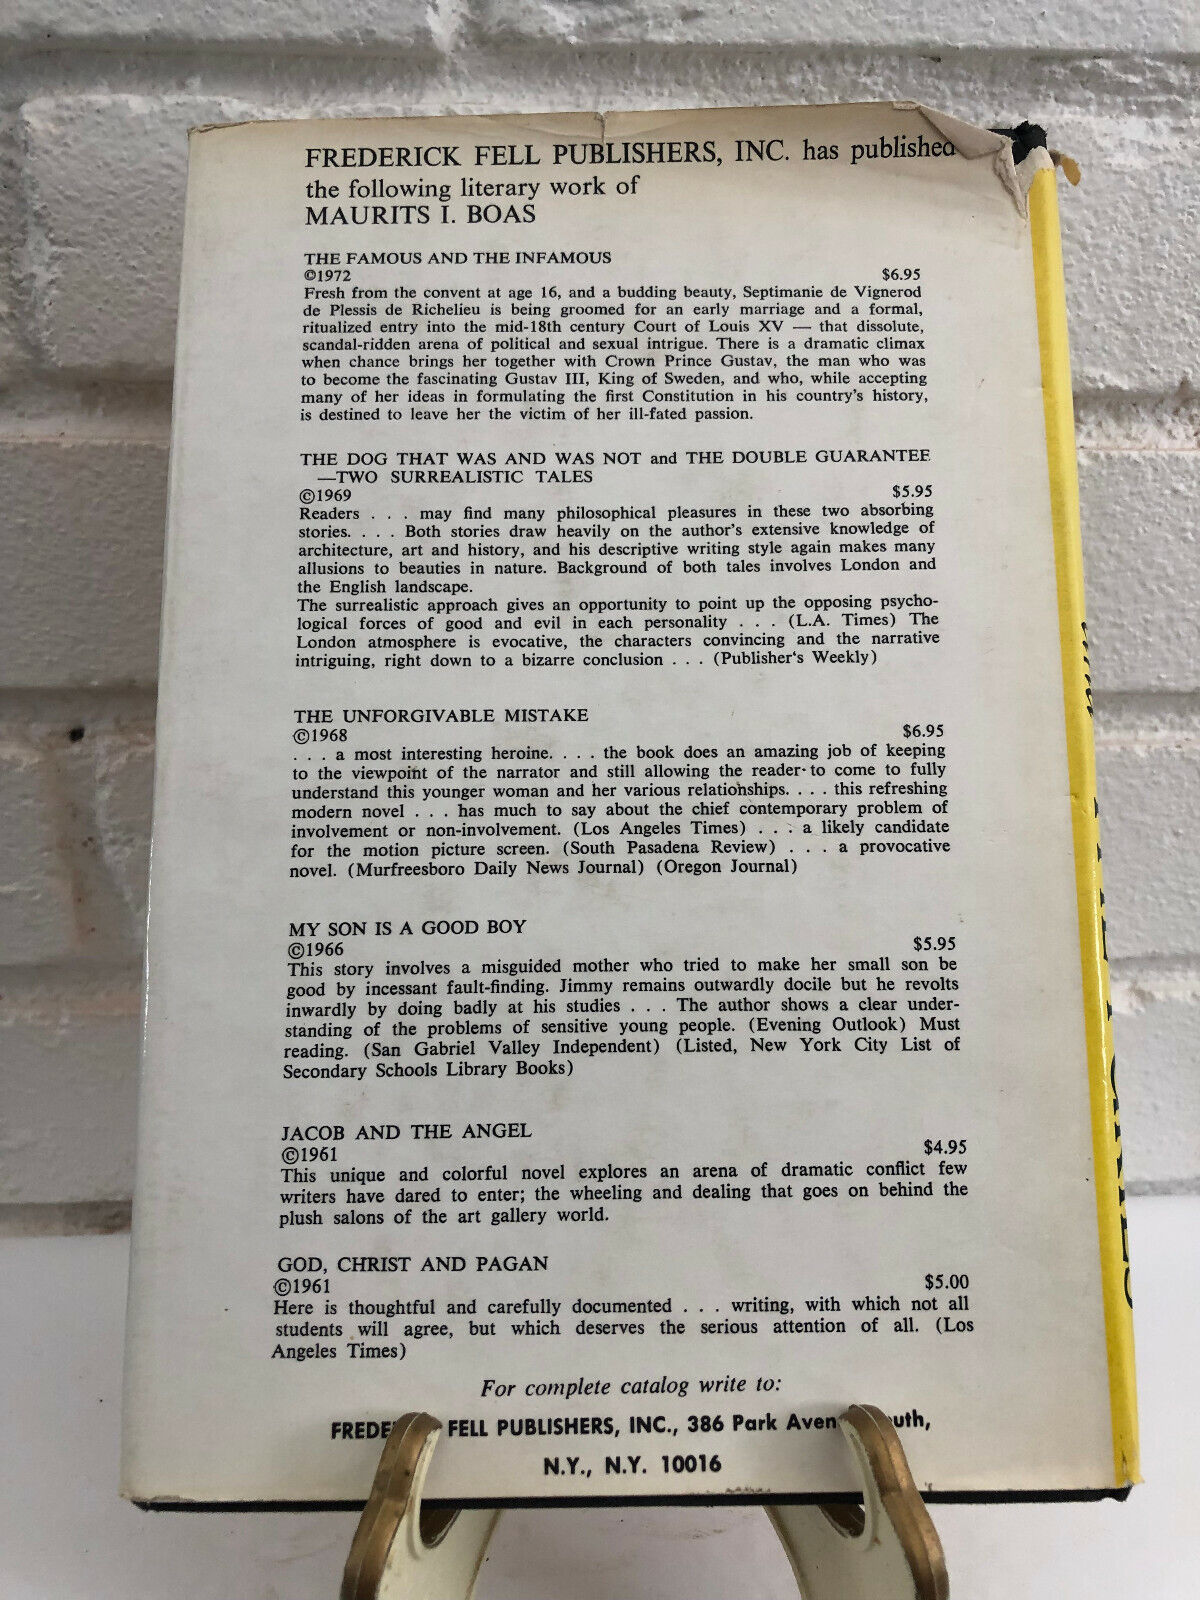 FREDERICK FELL PUBLISHERS, INC. has published
the following literary work of
MAURITS I. BOAS
THE FAMOUS AND THE INFAMOUS
©1972 $6.95
Fresh from the convent at age 16, and a budding beauty, Septimanie de Vignerod
de Plessis de Richelieu is being groomed for an early marriage and a formal,
ritualized entry into the mid-18th century Court of Louis XV — that dissolute,
scandal-ridden arena of political and sexual intrigue. There is a dramatic climax
when chance brings her together with Crown Prince Gustav, the man who was
to become the fascinating Gustav III, King of Sweden, and who, while accepting
many of her ideas in formulating the first Constitution in his country's history,
is destined to leave her the victim of her ill-fated passion.
THE DOG THAT WAS AND WAS NOT and THE DOUBLE GUARANTEE
—TWO SURREALISTIC TALES
©1969 $5.95
Readers . . . may find many philosophical pleasures in these two absorbing
stories. . . . Both stories draw heavily on the author's extensive knowledge of
architecture, art and history, and his descriptive writing style again makes many
allusions to beauties in nature. Background of both tales involves London and
the English landscape.
The surrealistic approach gives an opportunity to point up the opposing psycho-
logical forces of good and evil in each personality . . . (L.A. Times) The
London atmosphere is evocative, the characters convincing and the narrative
intriguing, right down to a bizarre conclusion . . . (Publisher's Weekly)
THE UNFORGIVABLE MISTAKE
©1968 $6.95
. . . a most interesting heroine. . . . the book does an amazing job of keeping
to the viewpoint of the narrator and still allowing the reader to come to fully
understand this younger woman and her various relationships. . . . this refreshing
modern novel . . . has much to say about the chief contemporary problem of
involvement or non-involvement. (Los Angeles Times) . . . a likely candidate
for the motion picture screen. (South Pasadena Review) . . . a provocative
novel. (Murfreesboro Daily News Journal) (Oregon Journal)
MY SON IS A GOOD BOY
©1966 $5.95
This story involves a misguided mother who tried to make her small son be
good by incessant fault-finding. Jimmy remains outwardly docile but he revolts
inwardly by doing badly at his studies . . . The author shows a clear under-
standing of the problems of sensitive young people. (Evening Outlook) Must
reading. (San Gabriel Valley Independent) (Listed, New York City List of
Secondary Schools Library Books)
JACOB AND THE ANGEL
©1961 $4.95
This unique and colorful novel explores an arena of dramatic conflict few
writers have dared to enter; the wheeling and dealing that goes on behind the
plush salons of the art gallery world.
GOD, CHRIST AND PAGAN
©1961 $5.00
Here is thoughtful and carefully documented . . . writing, with which not all
students will agree, but which deserves the serious attention of all. (Los
Angeles Times)
For complete catalog write to:
FELL PUBLISHERS, INC., 386 Park
N.Y., N.Y. 10016